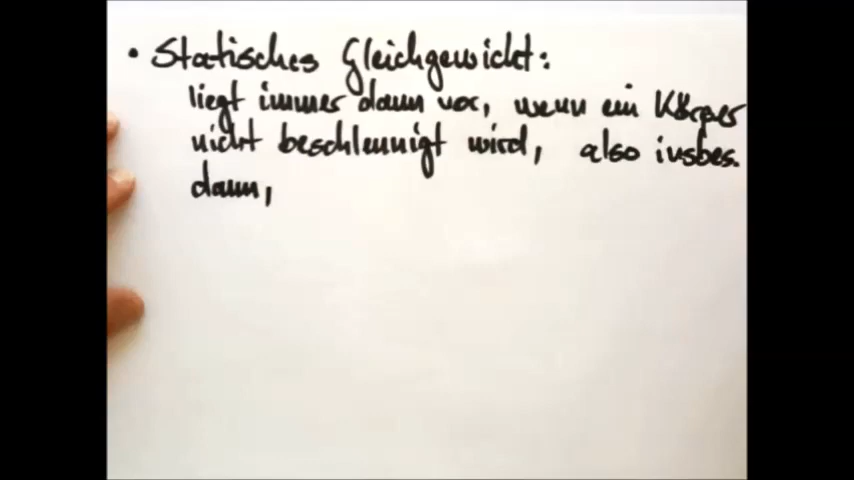 • Statisches Gleichgewicht:
liegt immer dann vor, wenn ein Körper
nicht beschleunigt wird, also insbes.
dann,